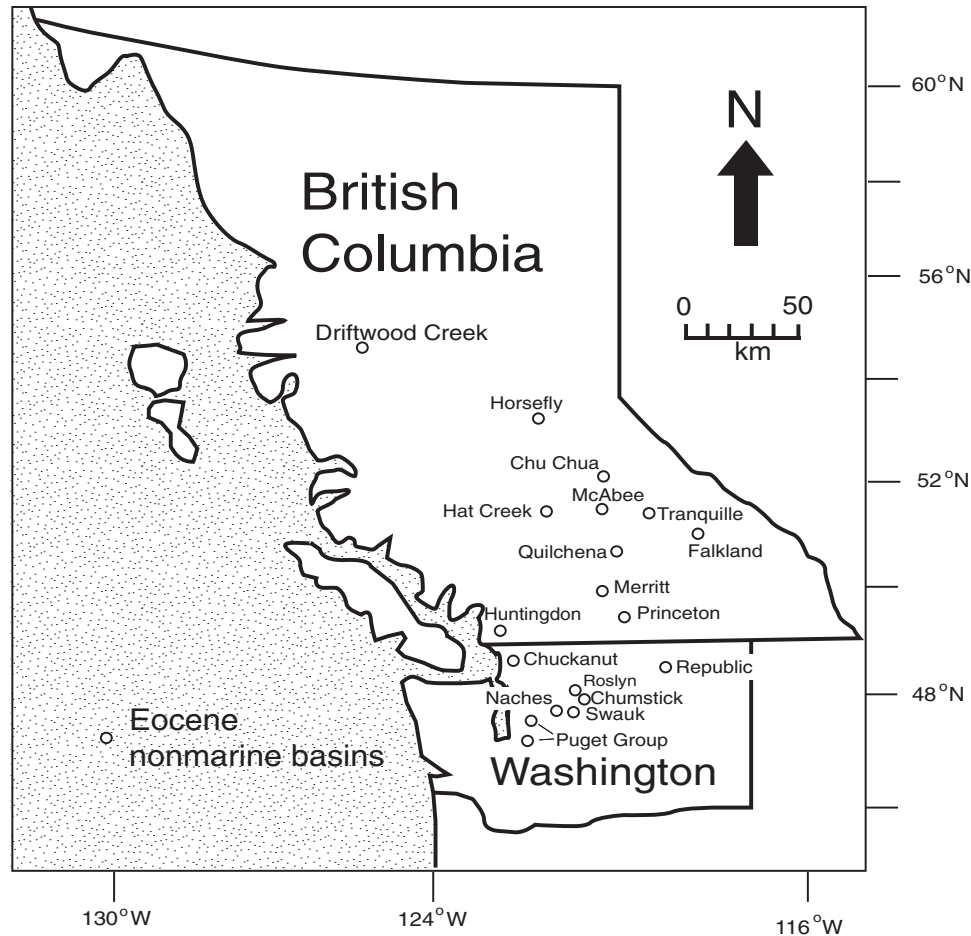 60°N
N
British
Columbia
56°N
0 50
km
Driftwood Creek
Horsefly
Chu Chua
52°N
McAbee
Hat Creek
Tranquille
Quilchena
Falkland
Merritt
Huntingdon
Princeton
Chuckanut
Republic
Roslyn
Naches
Chumstick
48°N
Swauk
Eocene
nonmarine basins
Puget Group
Washington
130°W
124°W
116°W